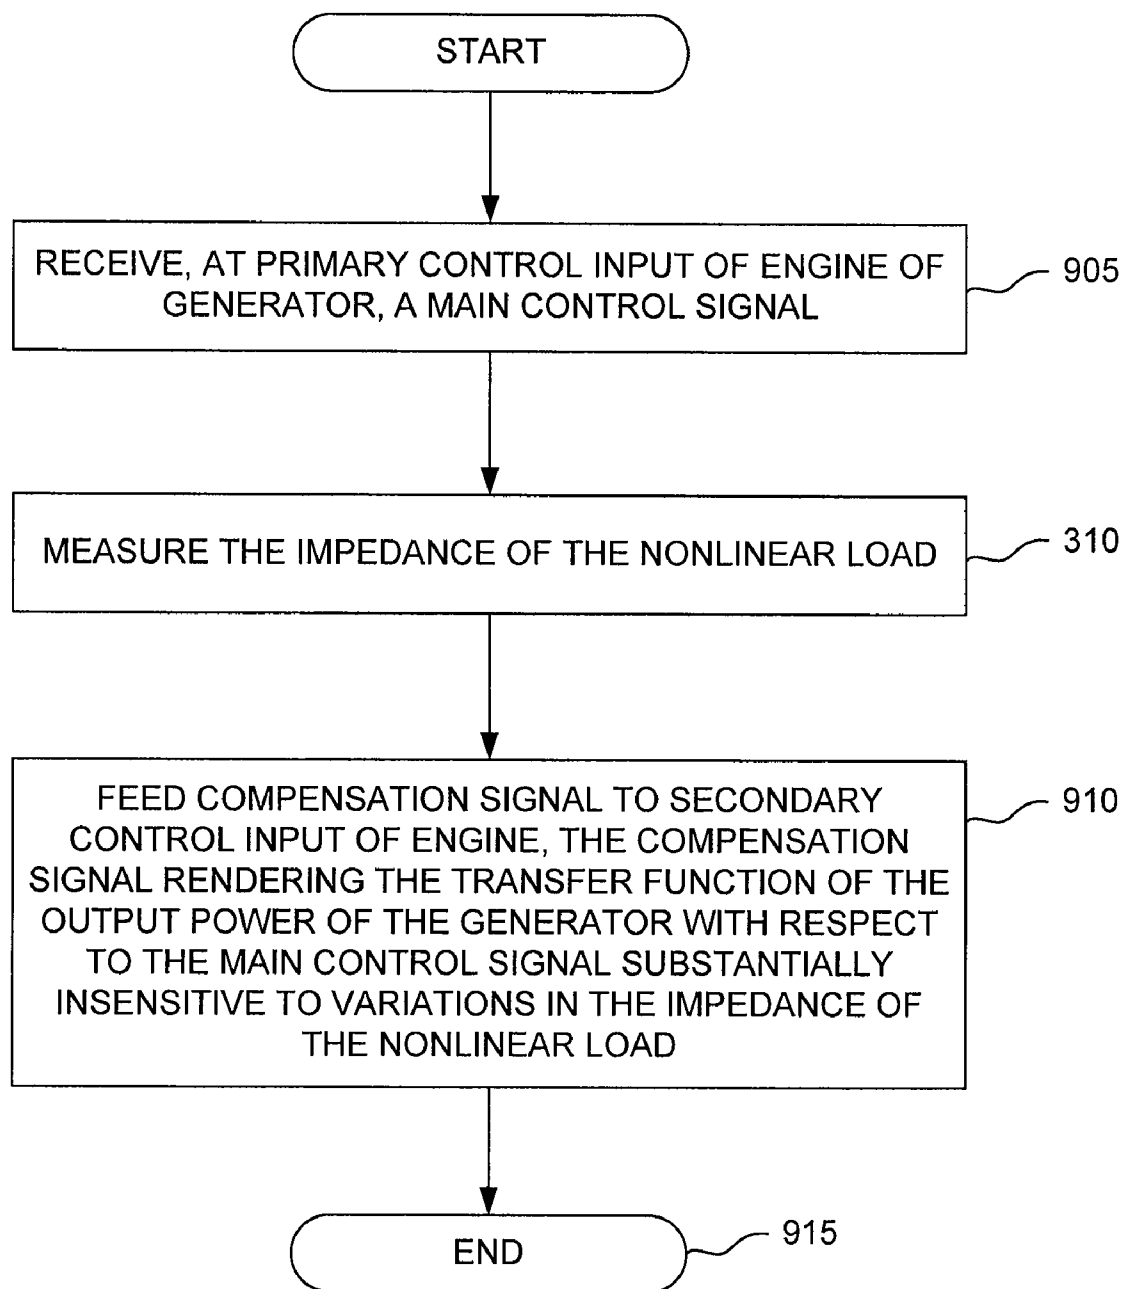 START
RECEIVE, AT PRIMARY CONTROL INPUT OF ENGINE OF
GENERATOR, A MAIN CONTROL SIGNAL
905
MEASURE THE IMPEDANCE OF THE NONLINEAR LOAD
310
FEED COMPENSATION SIGNAL TO SECONDARY
CONTROL INPUT OF ENGINE, THE COMPENSATION
SIGNAL RENDERING THE TRANSFER FUNCTION OF THE
OUTPUT POWER OF THE GENERATOR WITH RESPECT
TO THE MAIN CONTROL SIGNAL SUBSTANTIALLY
INSENSITIVE TO VARIATIONS IN THE IMPEDANCE OF
THE NONLINEAR LOAD
910
END
915